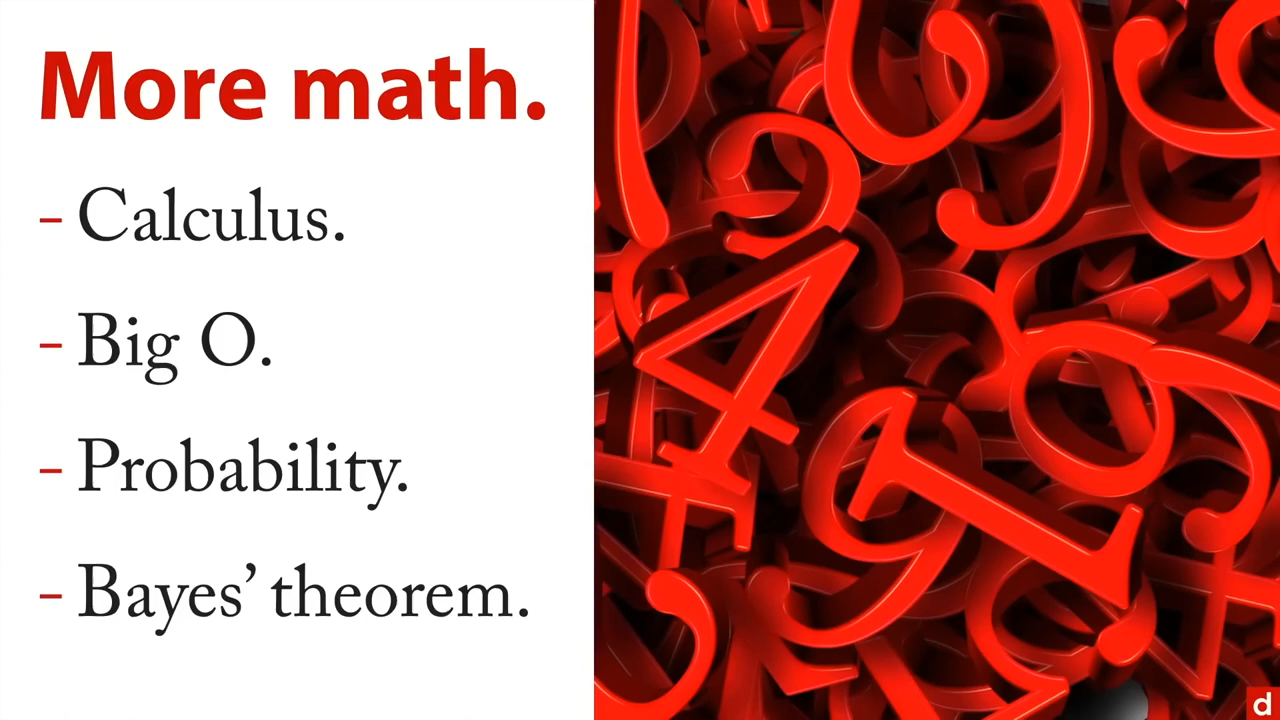 More math.
– Calculus.
– Big O.
– Probability.
– Bayes’ theorem.
d